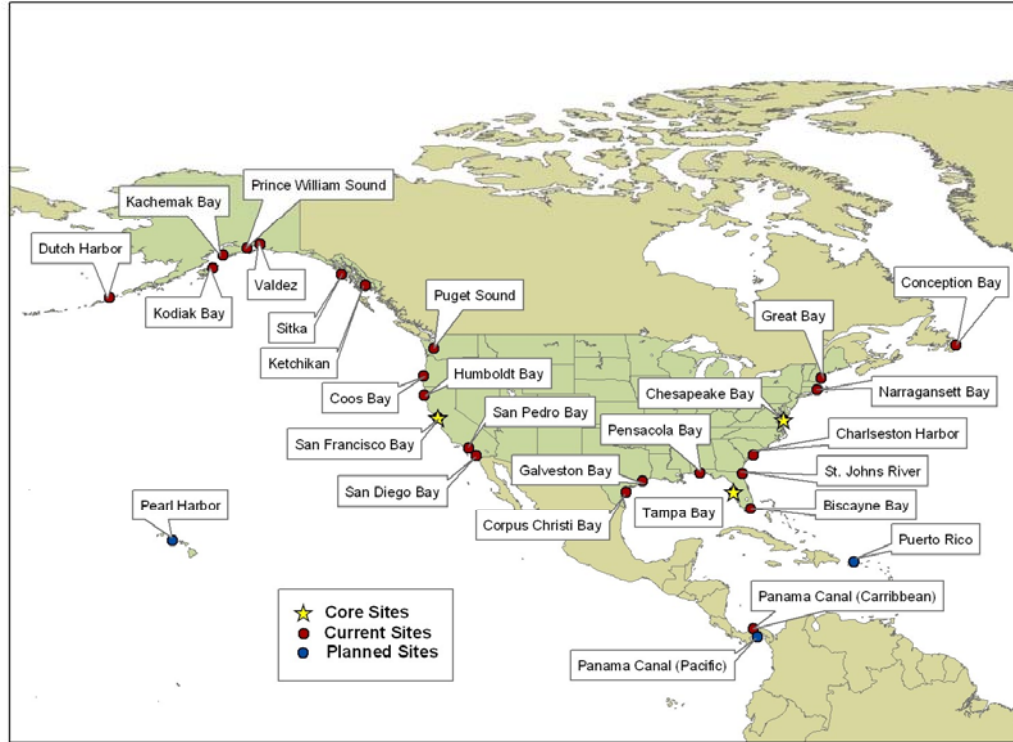 Prince William Sound
Kachemak Bay
Dutch Harbor
Valdez
Kodiak Bay
Sitka
Ketchikan
Puget Sound
Conception Bay
Great Bay
Humboldt Bay
Coos Bay
Chesapeake Bay
Narragansett Bay
San Pedro Bay
Pensacola Bay
San Francisco Bay
Charlseston Harbor
Galveston Bay
St. Johns River
San Diego Bay
Corpus Christi Bay
Tampa Bay
Biscayne Bay
Pearl Harbor
Puerto Rico
Panama Canal (Carribbean)
Panama Canal (Pacific)
Core Sites
Current Sites
Planned Sites